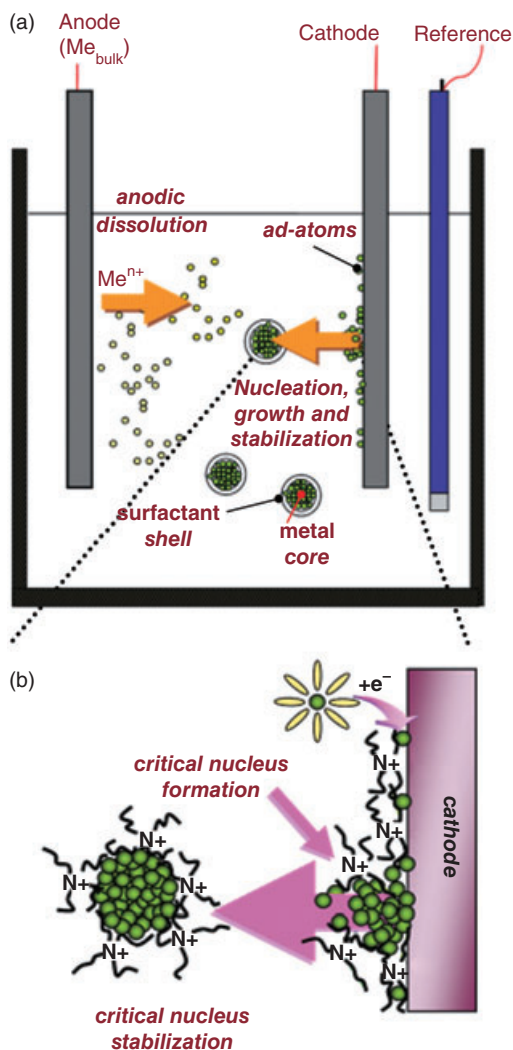 (a)
Anode
(Me_bulk)
Cathode
Reference
anodic
dissolution
ad-atoms
Me^n+
Nucleation,
growth and
stabilization
surfactant
shell
metal
core
(b)
+e⁻
critical nucleus
formation
N+
N+
N+
N+
N+
N+
N+
N+
N+
cathode
critical nucleus
stabilization